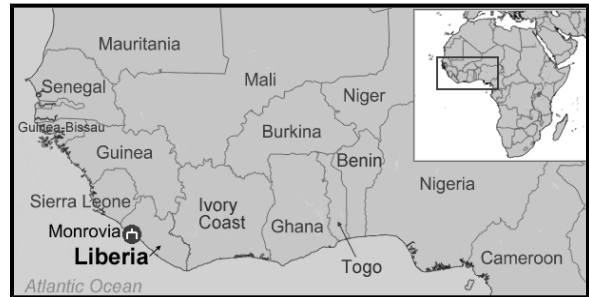 Mauritania
Senegal
Mali
Niger
Guinea-Bissau
Burkina
Guinea
Benin
Nigeria
Sierra Leone
Ivory
Coast
Ghana
Monrovia
Liberia
Togo
Cameroon
Atlantic Ocean